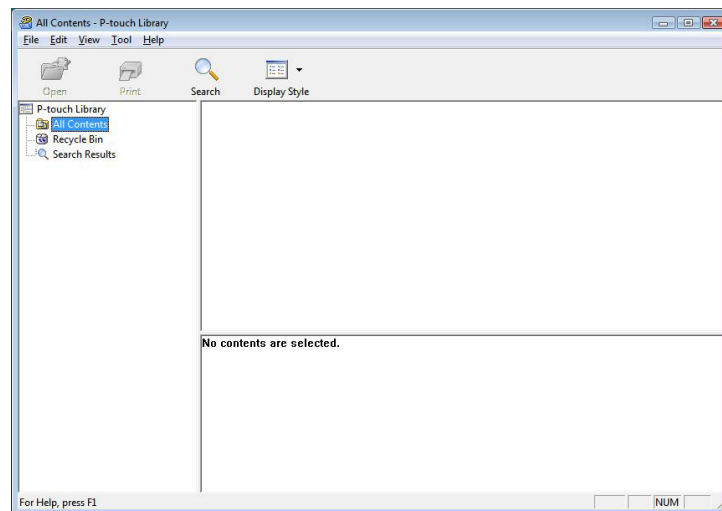 All Contents - P-touch Library
File Edit View Tool Help
Open Print Search Display Style
P-touch Library
All Contents
Recycle Bin
Search Results
No contents are selected.
For Help, press F1 NUM